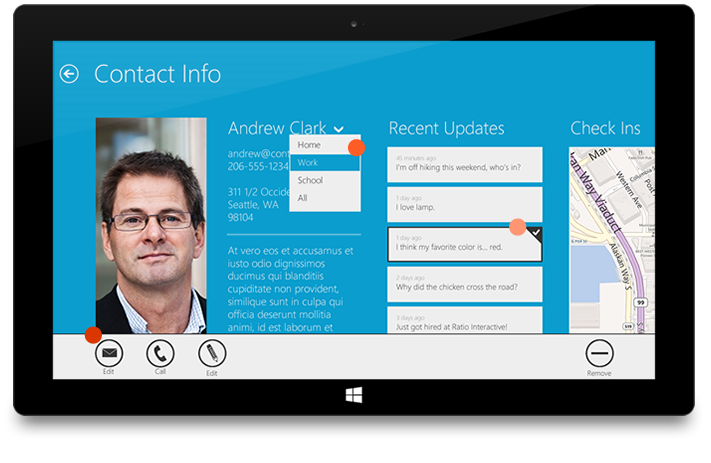 Contact Info
Andrew Clark
Home
Work
School
All
andrew@cont
206-555-1234
311 1/2 Occide
Seattle, WA
98104
At vero eos et accusamus et
iusto odio dignissimos
ducimus qui blanditiis
cupiditate non provident,
similique sunt in culpa qui
officia deserunt mollitia
animi, id est laborum et
Recent Updates
45 minutes ago
I'm off hiking this weekend, who's in?
1 day ago
I love lamp.
1 day ago
I think my favorite color is... red.
2 days ago
Why did the chicken cross the road?
3 days ago
Just got hired at Ratio Interactive!
Check Ins
Alaskan Way Viaduct
Western Ave
Post
Alaskan Way S
99
519
99
Edit
Call
Edit
Remove